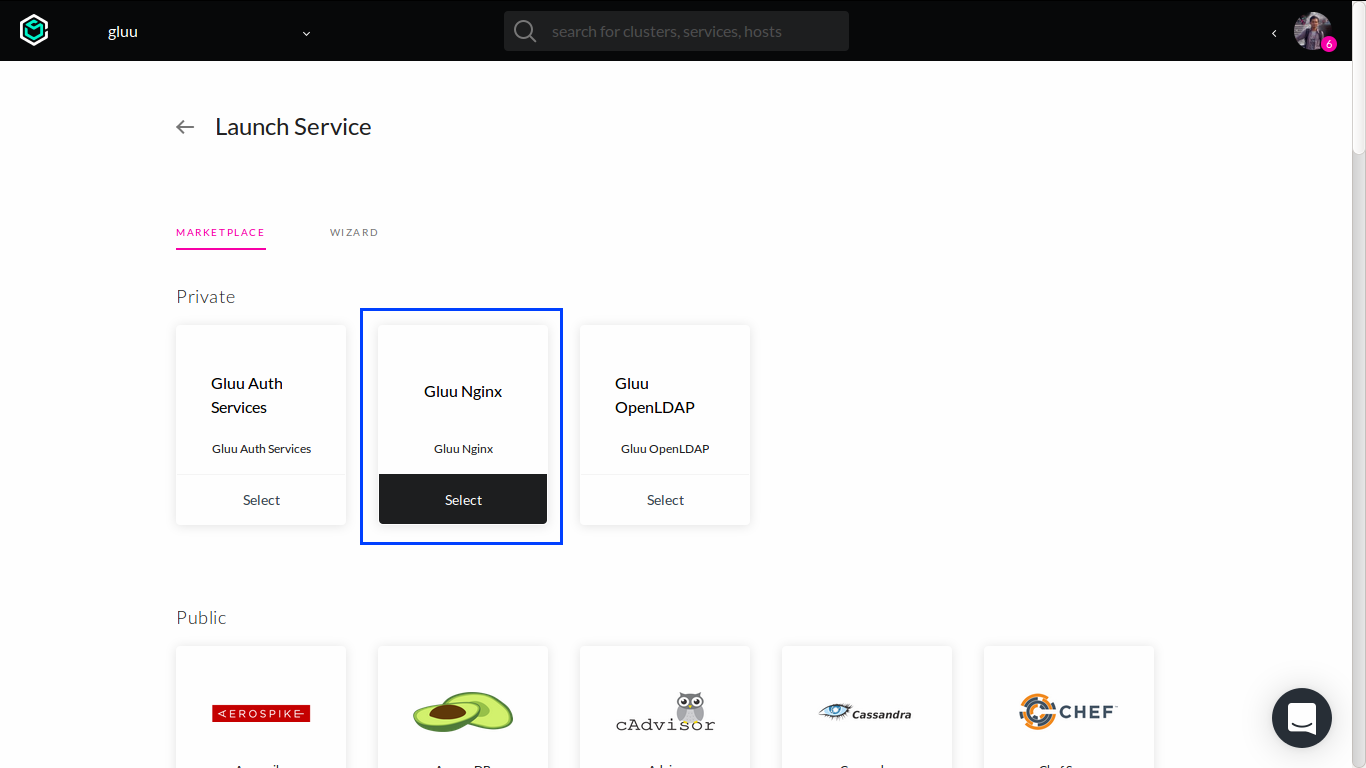 gluu
search for clusters, services, hosts
6
Launch Service
MARKETPLACE
WIZARD
Private
Gluu Auth
Services
Gluu Auth Services
Select
Gluu Nginx
Gluu Nginx
Select
Gluu
OpenLDAP
Gluu OpenLDAP
Select
Public
AEROSPIKE
cAdvisor
Cassandra
CHEF